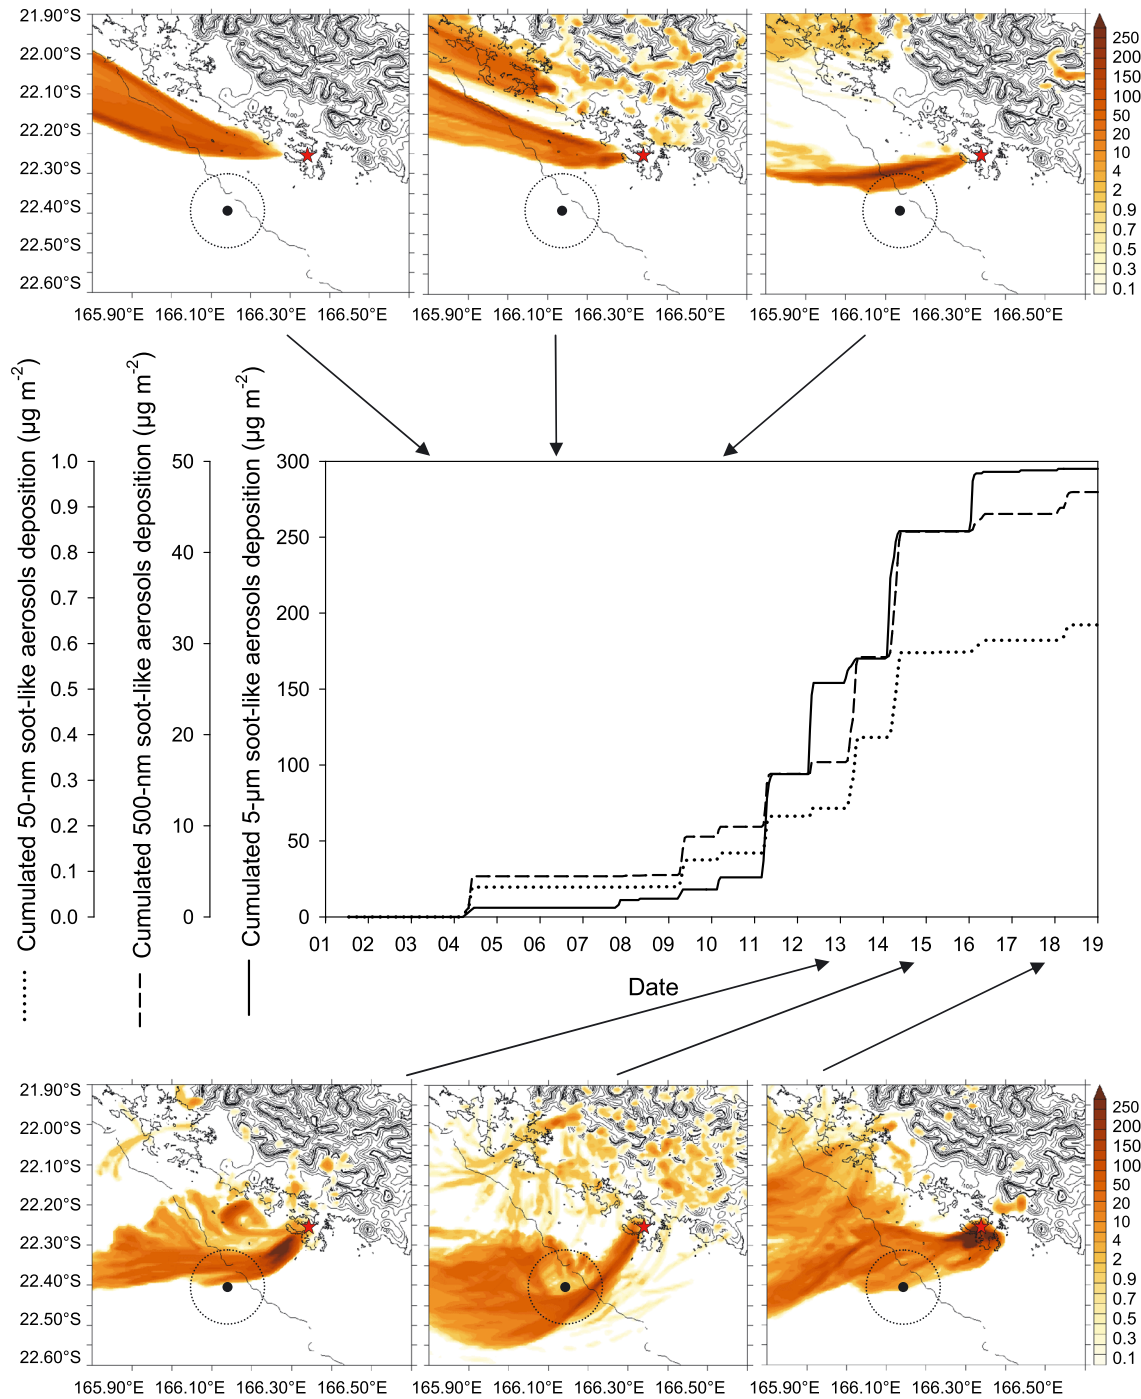 21.90°S
22.00°S
22.10°S
22.20°S
22.30°S
22.40°S
22.50°S
22.60°S
250
200
150
100
50
20
10
4
2
0.9
0.7
0.5
0.3
0.1
165.90°E 166.10°E 166.30°E 166.50°E
165.90°E 166.10°E 166.30°E 166.50°E
165.90°E 166.10°E 166.30°E 166.50°E
Cumulated 50-nm soot-like aerosols deposition (µg m-2)
1.0
0.9
0.8
0.7
0.6
0.5
0.4
0.3
0.2
0.1
0.0
Cumulated 500-nm soot-like aerosols deposition (µg m-2)
50
40
30
20
10
0
Cumulated 5-µm soot-like aerosols deposition (µg m-2)
300
250
200
150
100
50
0
01 02 03 04 05 06 07 08 09 10 11 12 13 14 15 16 17 18 19
Date
21.90°S
22.00°S
22.10°S
22.20°S
22.30°S
22.40°S
22.50°S
22.60°S
250
200
150
100
50
20
10
4
2
0.9
0.7
0.5
0.3
0.1
165.90°E 166.10°E 166.30°E 166.50°E
165.90°E 166.10°E 166.30°E 166.50°E
165.90°E 166.10°E 166.30°E 166.50°E